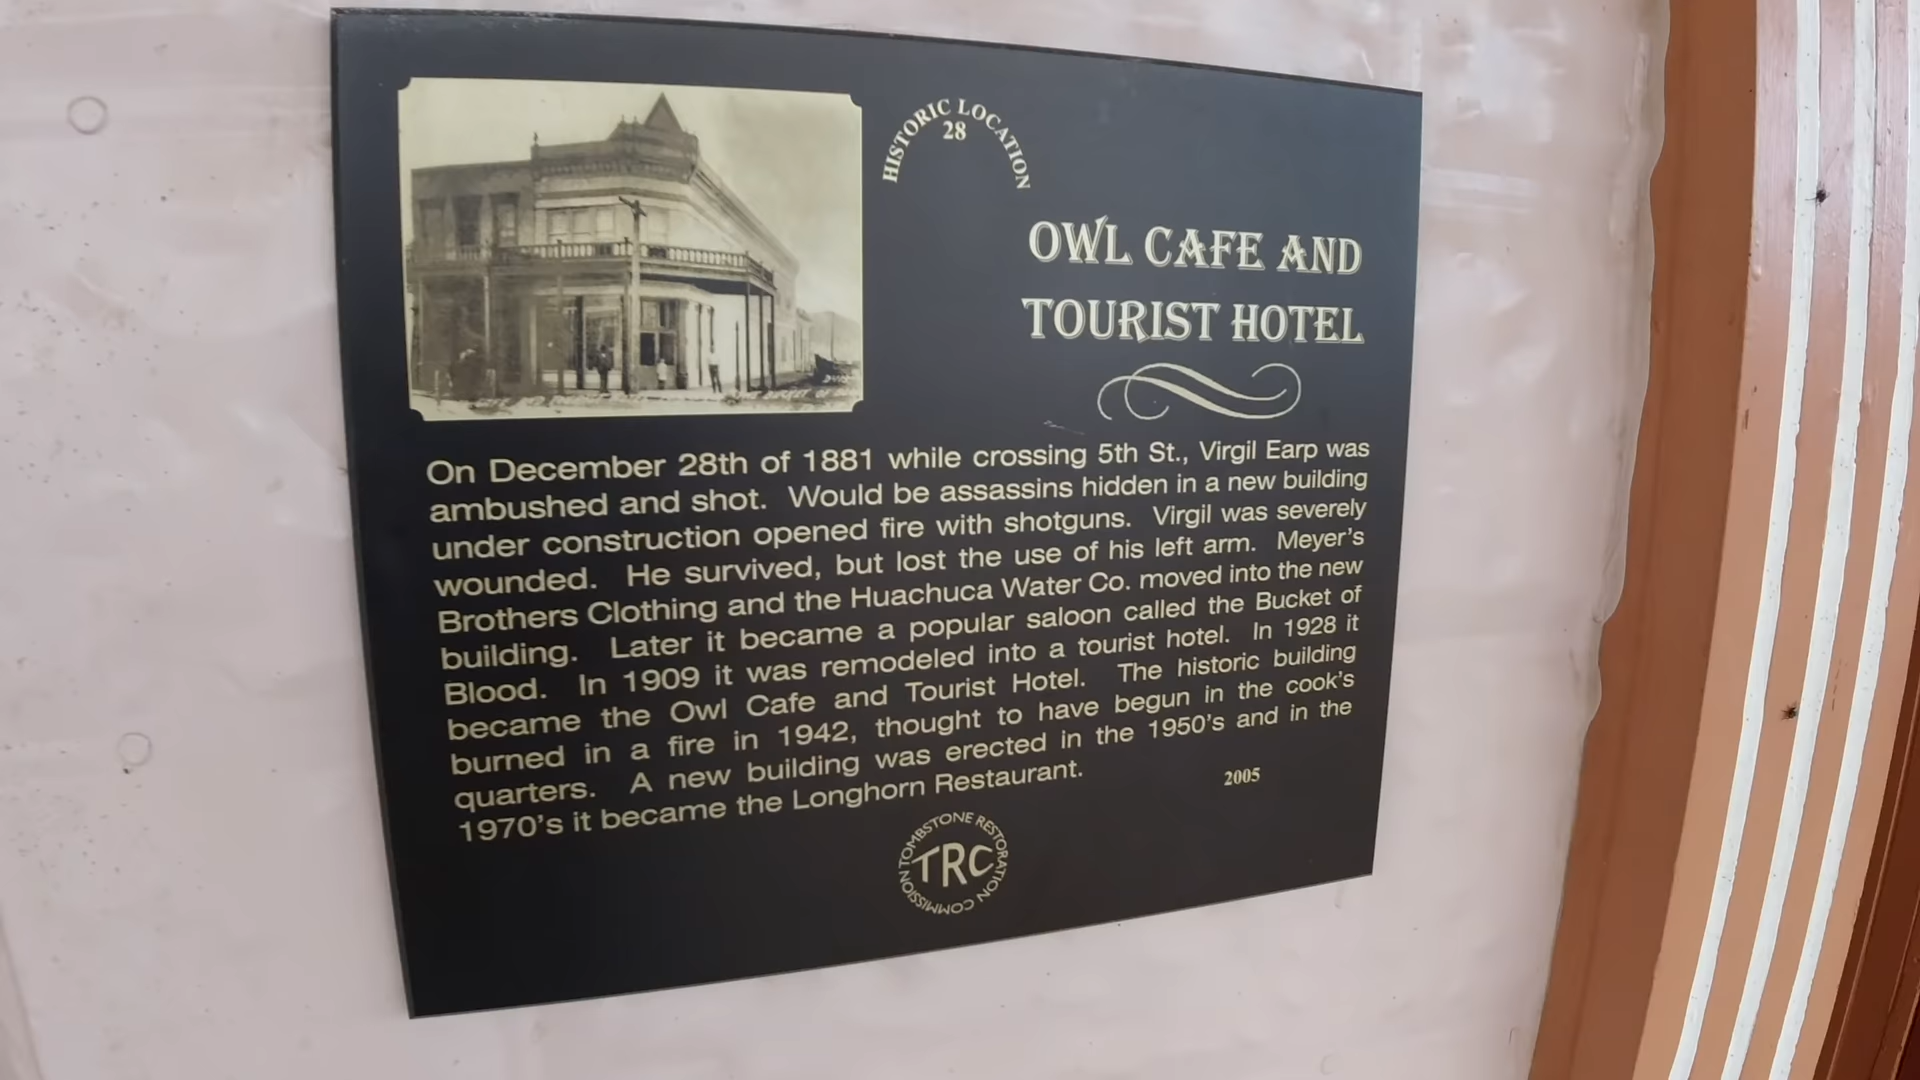 HISTORIC LOCATION
28
OWL CAFE AND
TOURIST HOTEL
On December 28th of 1881 while crossing 5th St., Virgil Earp was
ambushed and shot. Would be assassins hidden in a new building
under construction opened fire with shotguns. Virgil was severely
wounded. He survived, but lost the use of his left arm. Meyer's
Brothers Clothing and the Huachuca Water Co. moved into the new
building. Later it became a popular saloon called the Bucket of
Blood. In 1909 it was remodeled into a tourist hotel. In 1928 it
became the Owl Cafe and Tourist Hotel. The historic building
burned in a fire in 1942, thought to have begun in the cook's
quarters. A new building was erected in the 1950's and in the
1970's it became the Longhorn Restaurant.
2005
TOMBSTONE RESTORATION COMMISSION
TRC